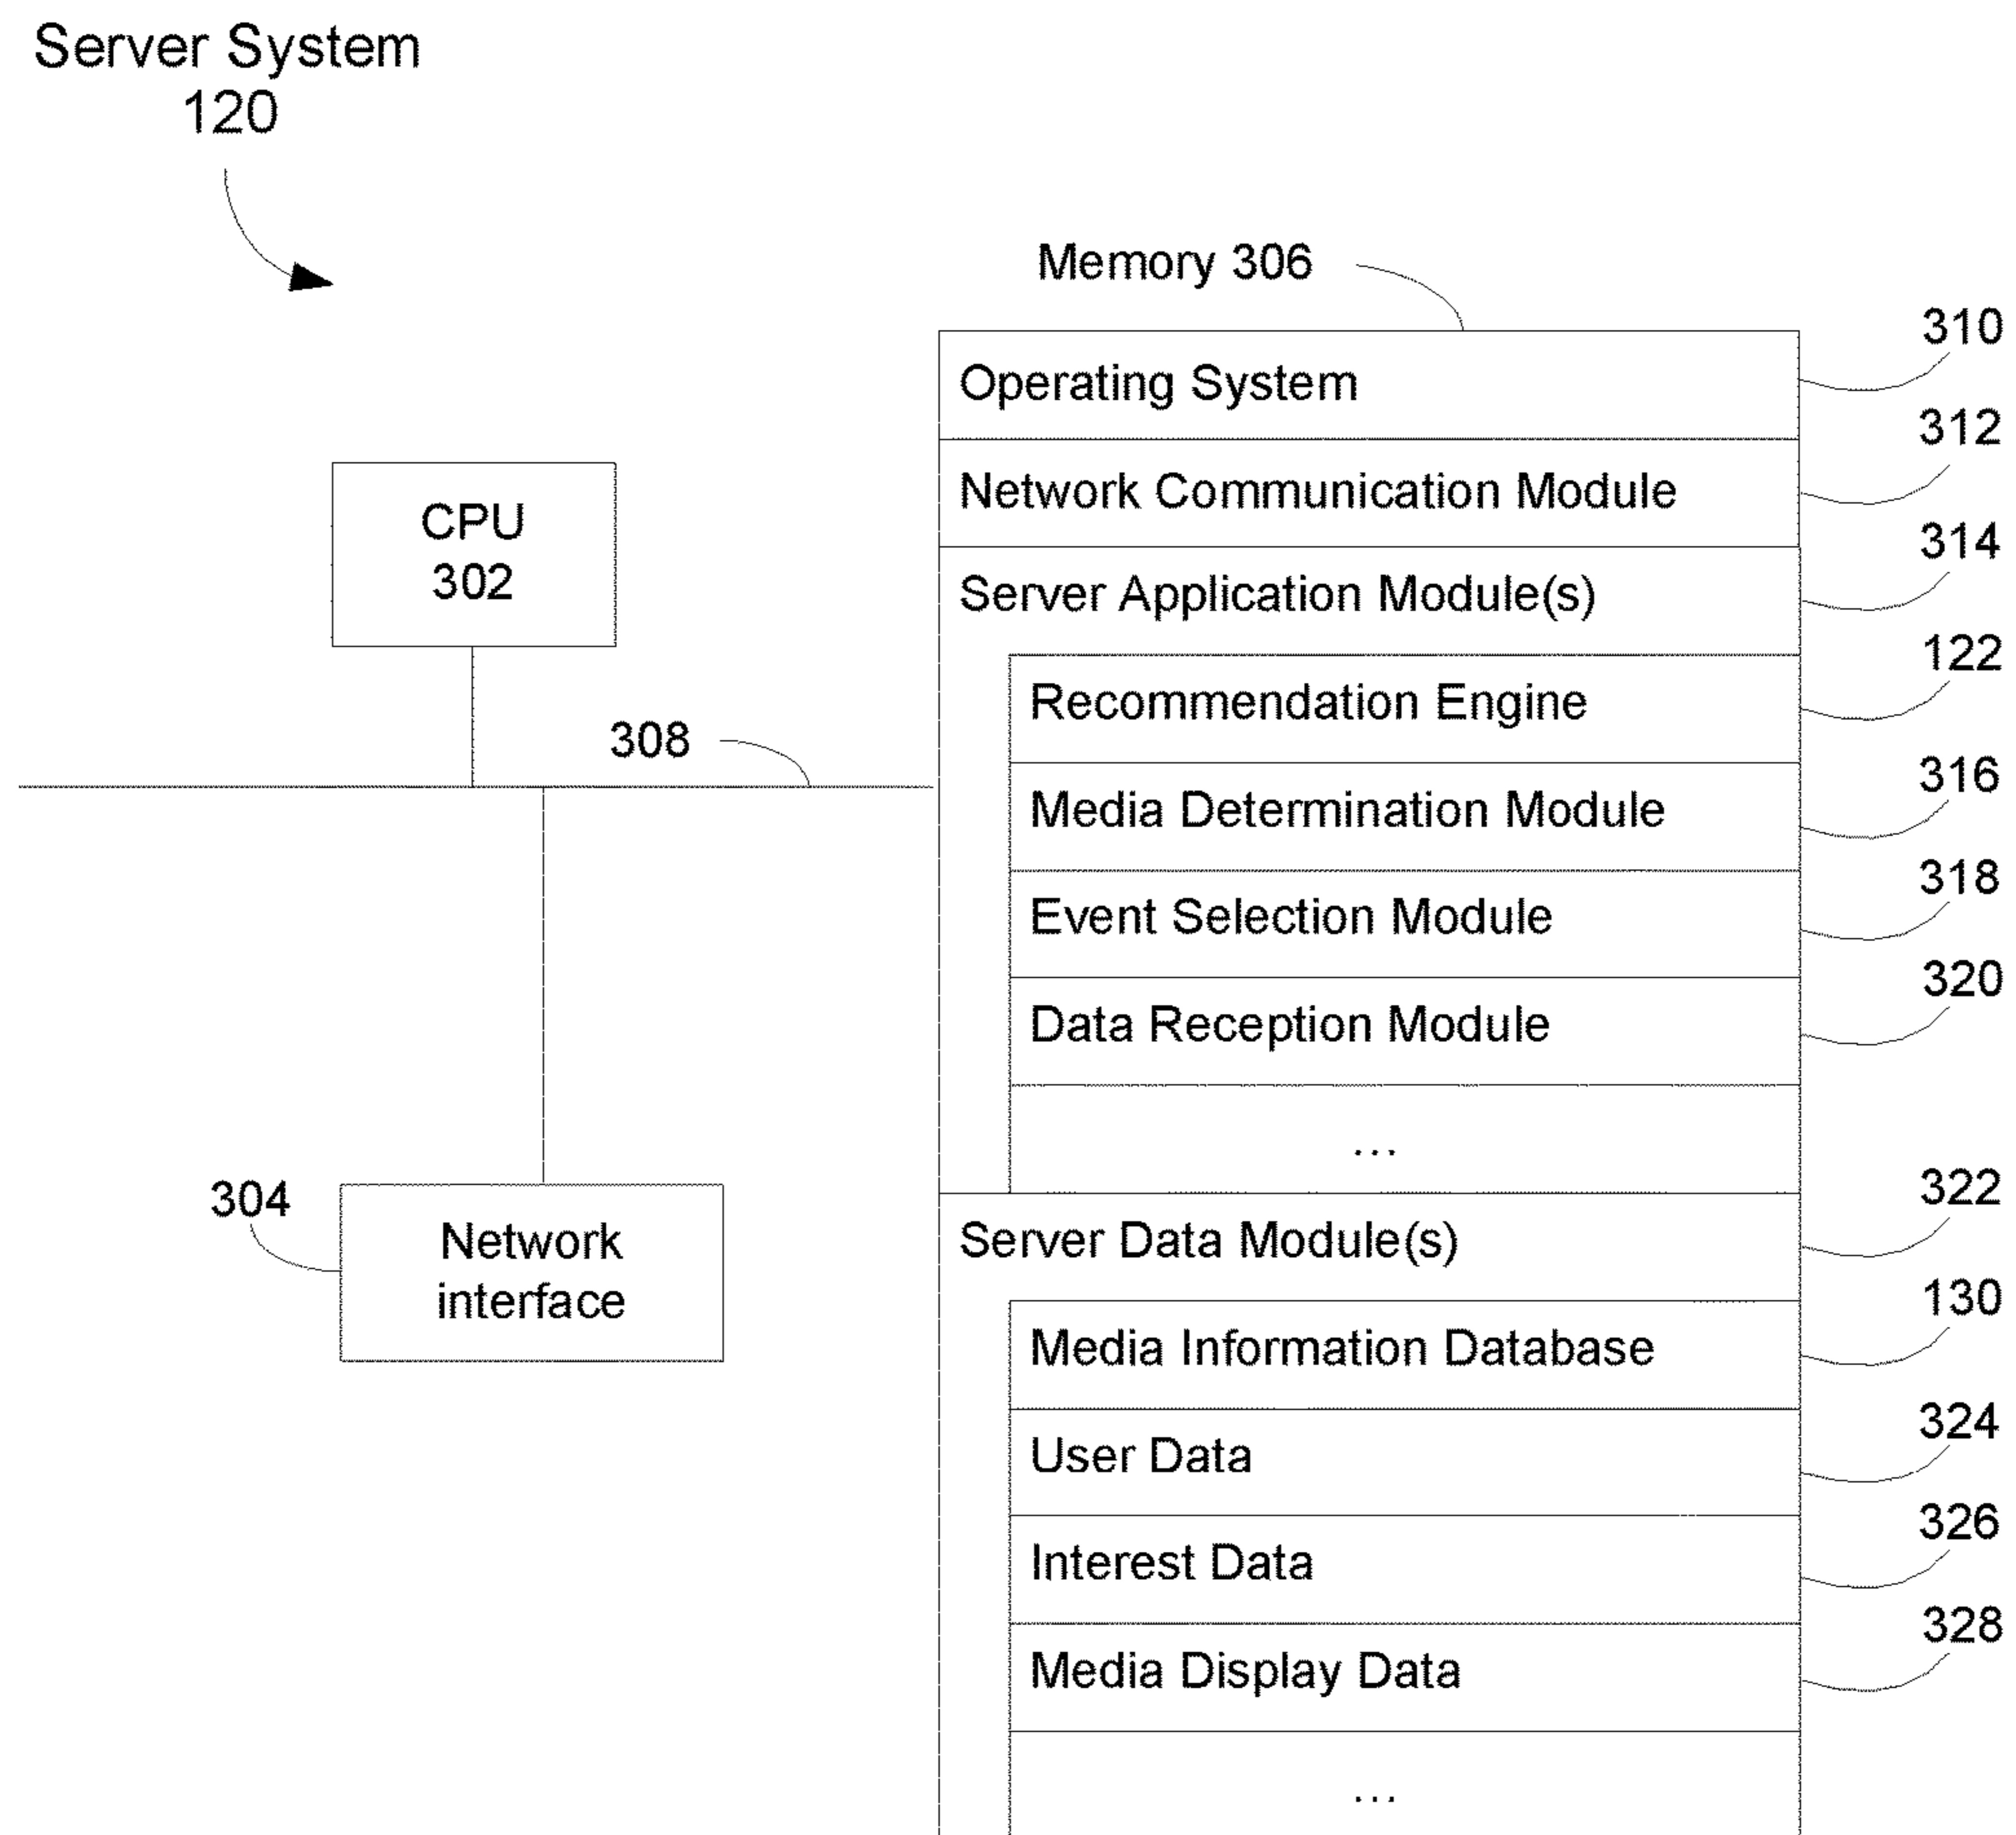 Server System
120
Memory 306
310
Operating System
312
Network Communication Module
CPU
302
314
Server Application Module(s)
122
Recommendation Engine
308
316
Media Determination Module
318
Event Selection Module
320
Data Reception Module
...
304
Network
interface
322
Server Data Module(s)
130
Media Information Database
324
User Data
326
Interest Data
328
Media Display Data
...